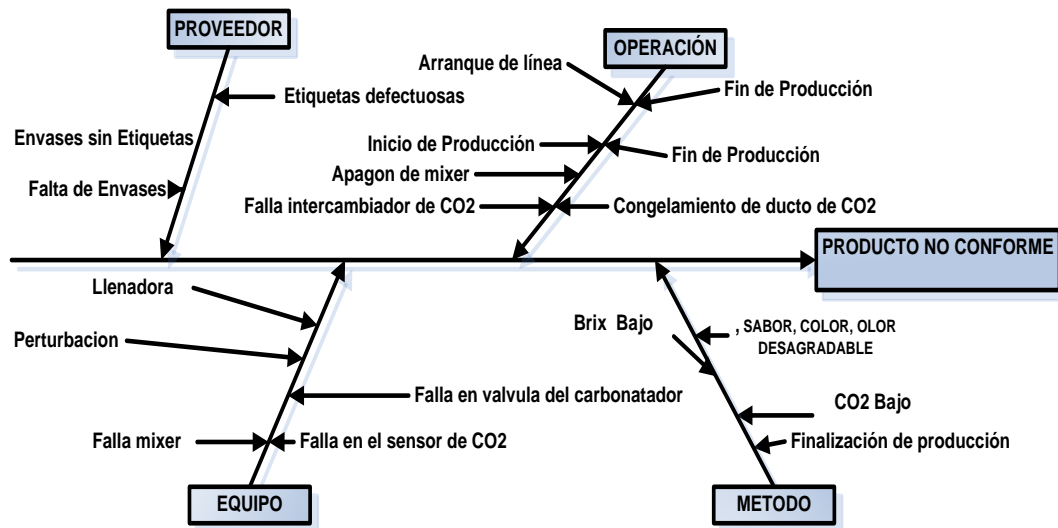 PROVEEDOR
OPERACIÓN
Arranque de línea
Etiquetas defectuosas
Fin de Producción
Envases sin Etiquetas
Inicio de Producción
Fin de Producción
Apagon de mixer
Falta de Envases
Falla intercambiador de CO2
Congelamiento de ducto de CO2
PRODUCTO NO CONFORME
Llenadora
Brix Bajo
, SABOR, COLOR, OLOR
DESAGRADABLE
Perturbacion
Falla en valvula del carbonatador
CO2 Bajo
Falla mixer
Falla en el sensor de CO2
Finalización de producción
EQUIPO
METODO